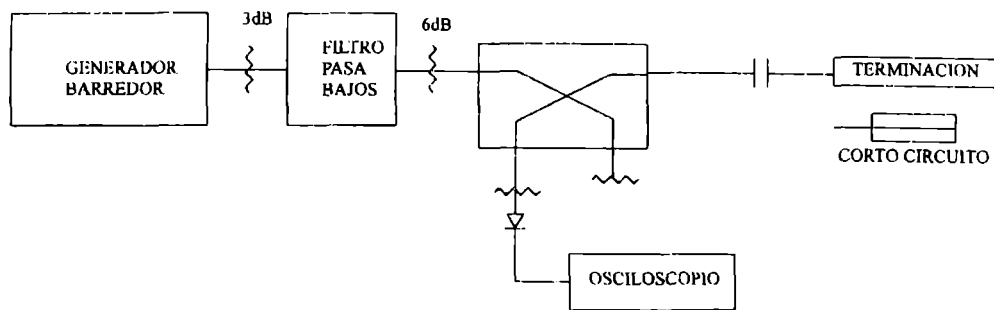 3dB
6dB
GENERADOR
BARREDOR
FILTRO
PASA
BAJOS
TERMINACION
CORTO CIRCUITO
OSCILOSCOPIO